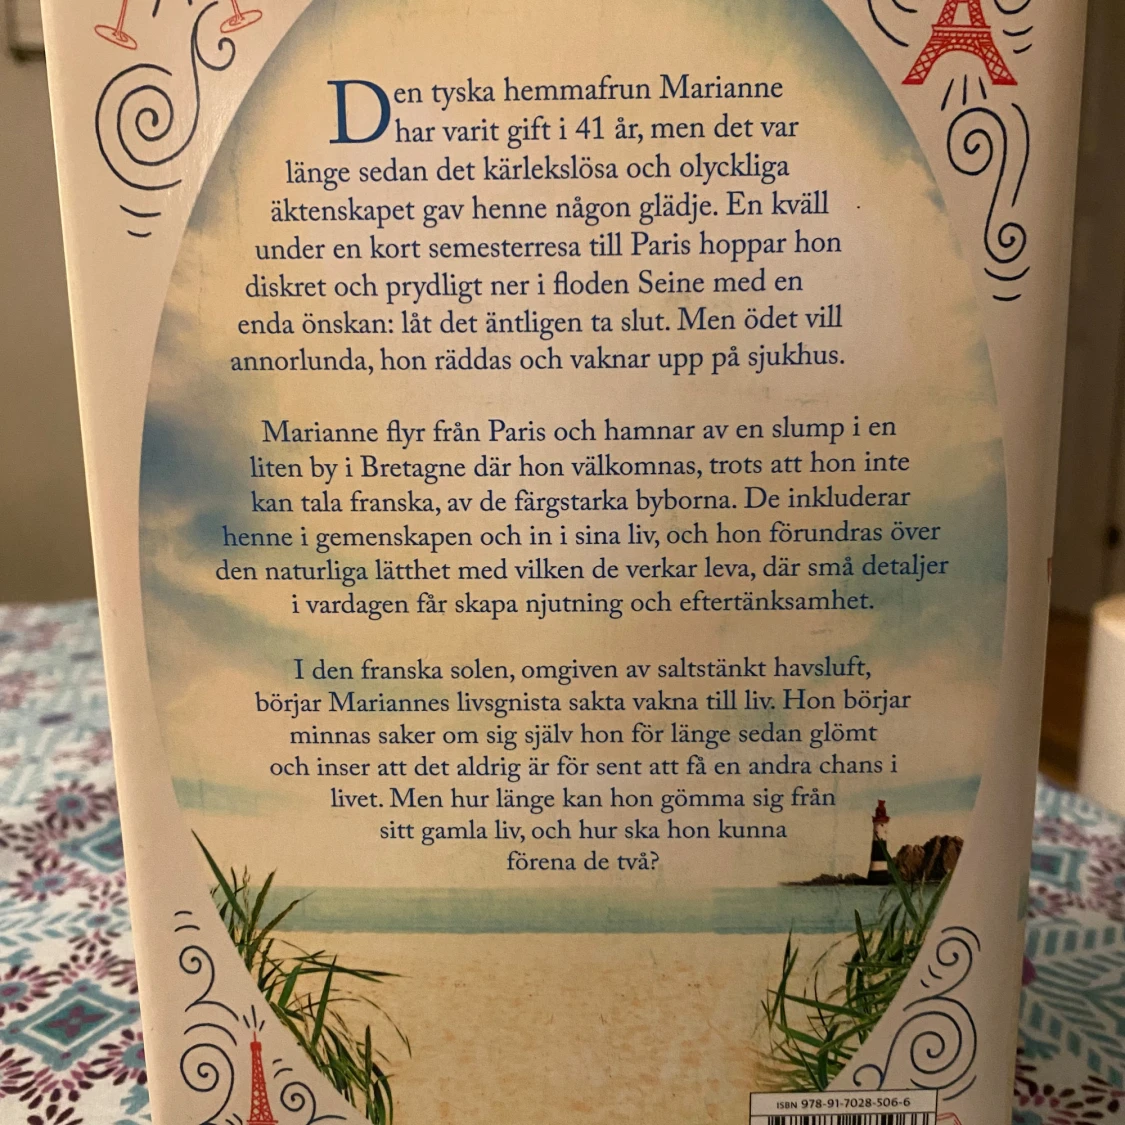 Den tyska hemmafrun Marianne
har varit gift i 41 år, men det var
länge sedan det kärlekslösa och olyckliga
äktenskapet gav henne någon glädje. En kväll
under en kort semesterresa till Paris hoppar hon
diskret och prydligt ner i floden Seine med en
enda önskan: låt det äntligen ta slut. Men ödet vill
annorlunda, hon räddas och vaknar upp på sjukhus.
Marianne flyr från Paris och hamnar av en slump i en
liten by i Bretagne där hon välkomnas, trots att hon inte
kan tala franska, av de färgstarka byborna. De inkluderar
henne i gemenskapen och in i sina liv, och hon förundras över
den naturliga lätthet med vilken de verkar leva, där små detaljer
i vardagen får skapa njutning och eftertänksamhet.
I den franska solen, omgiven av saltstänkt havsluft,
börjar Mariannes livsgnista sakta vakna till liv. Hon börjar
minnas saker om sig själv hon för länge sedan glömt
och inser att det aldrig är för sent att få en andra chans i
livet. Men hur länge kan hon gömma sig från
sitt gamla liv, och hur ska hon kunna
förena de två?
ISBN 978-91-7028-506-6